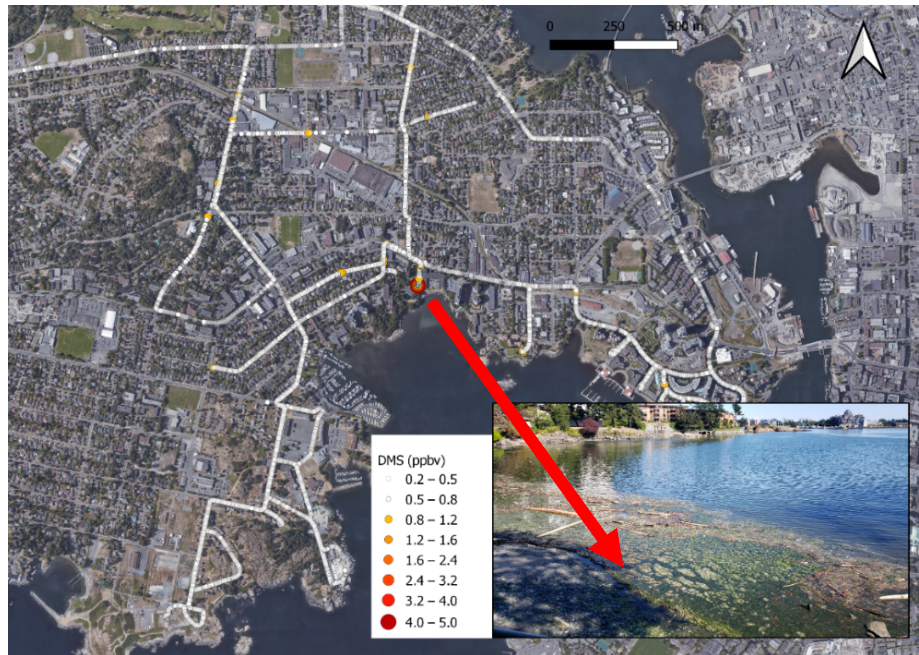 0 250 500 m
DMS (ppbv)
0.2 – 0.5
0.5 – 0.8
0.8 – 1.2
1.2 – 1.6
1.6 – 2.4
2.4 – 3.2
3.2 – 4.0
4.0 – 5.0